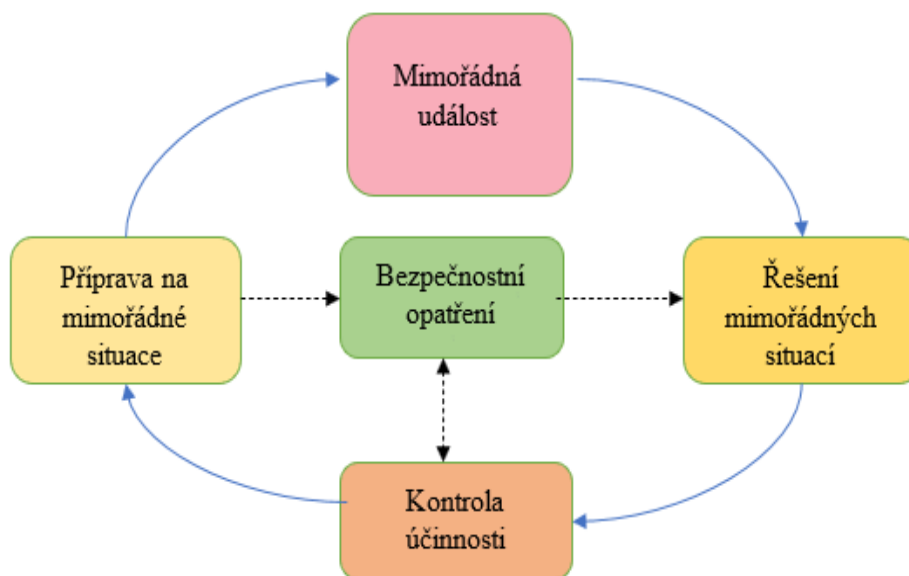 Mimořádná
událost
Příprava na
mimořádné
situace
Bezpečnostní
opatření
Řešení
mimořádných
situací
Kontrola
účinnosti